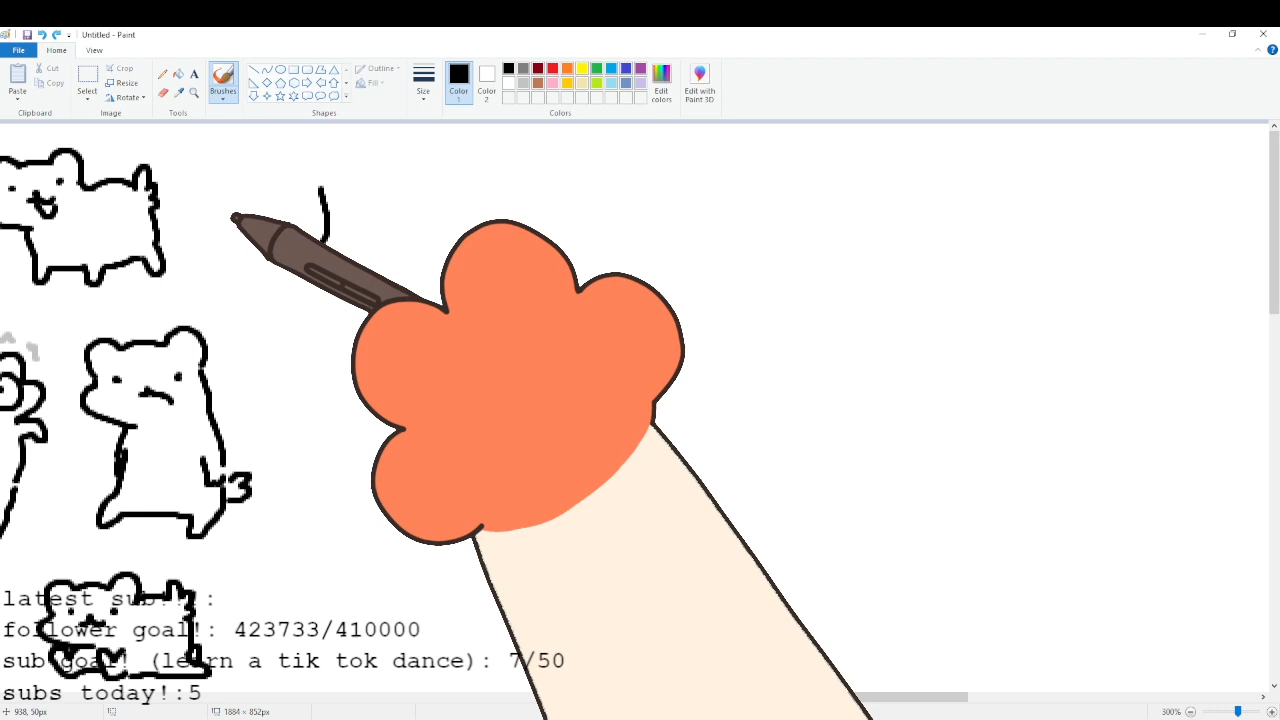 Untitled - Paint
File Home View
Paste
Cut
Copy
Clipboard
Select
Crop
Resize
Rotate
Image
A
Tools
Brushes
Outline
Fill
Shapes
Size
Color 1
Color 2
Edit colors
Edit with Paint 3D
Colors
latest sub!!!:
follower goal!: 423733/410000
sub goal! (learn a tik tok dance): 7/50
subs today!:5
938, 50px
1884 × 852px
300%